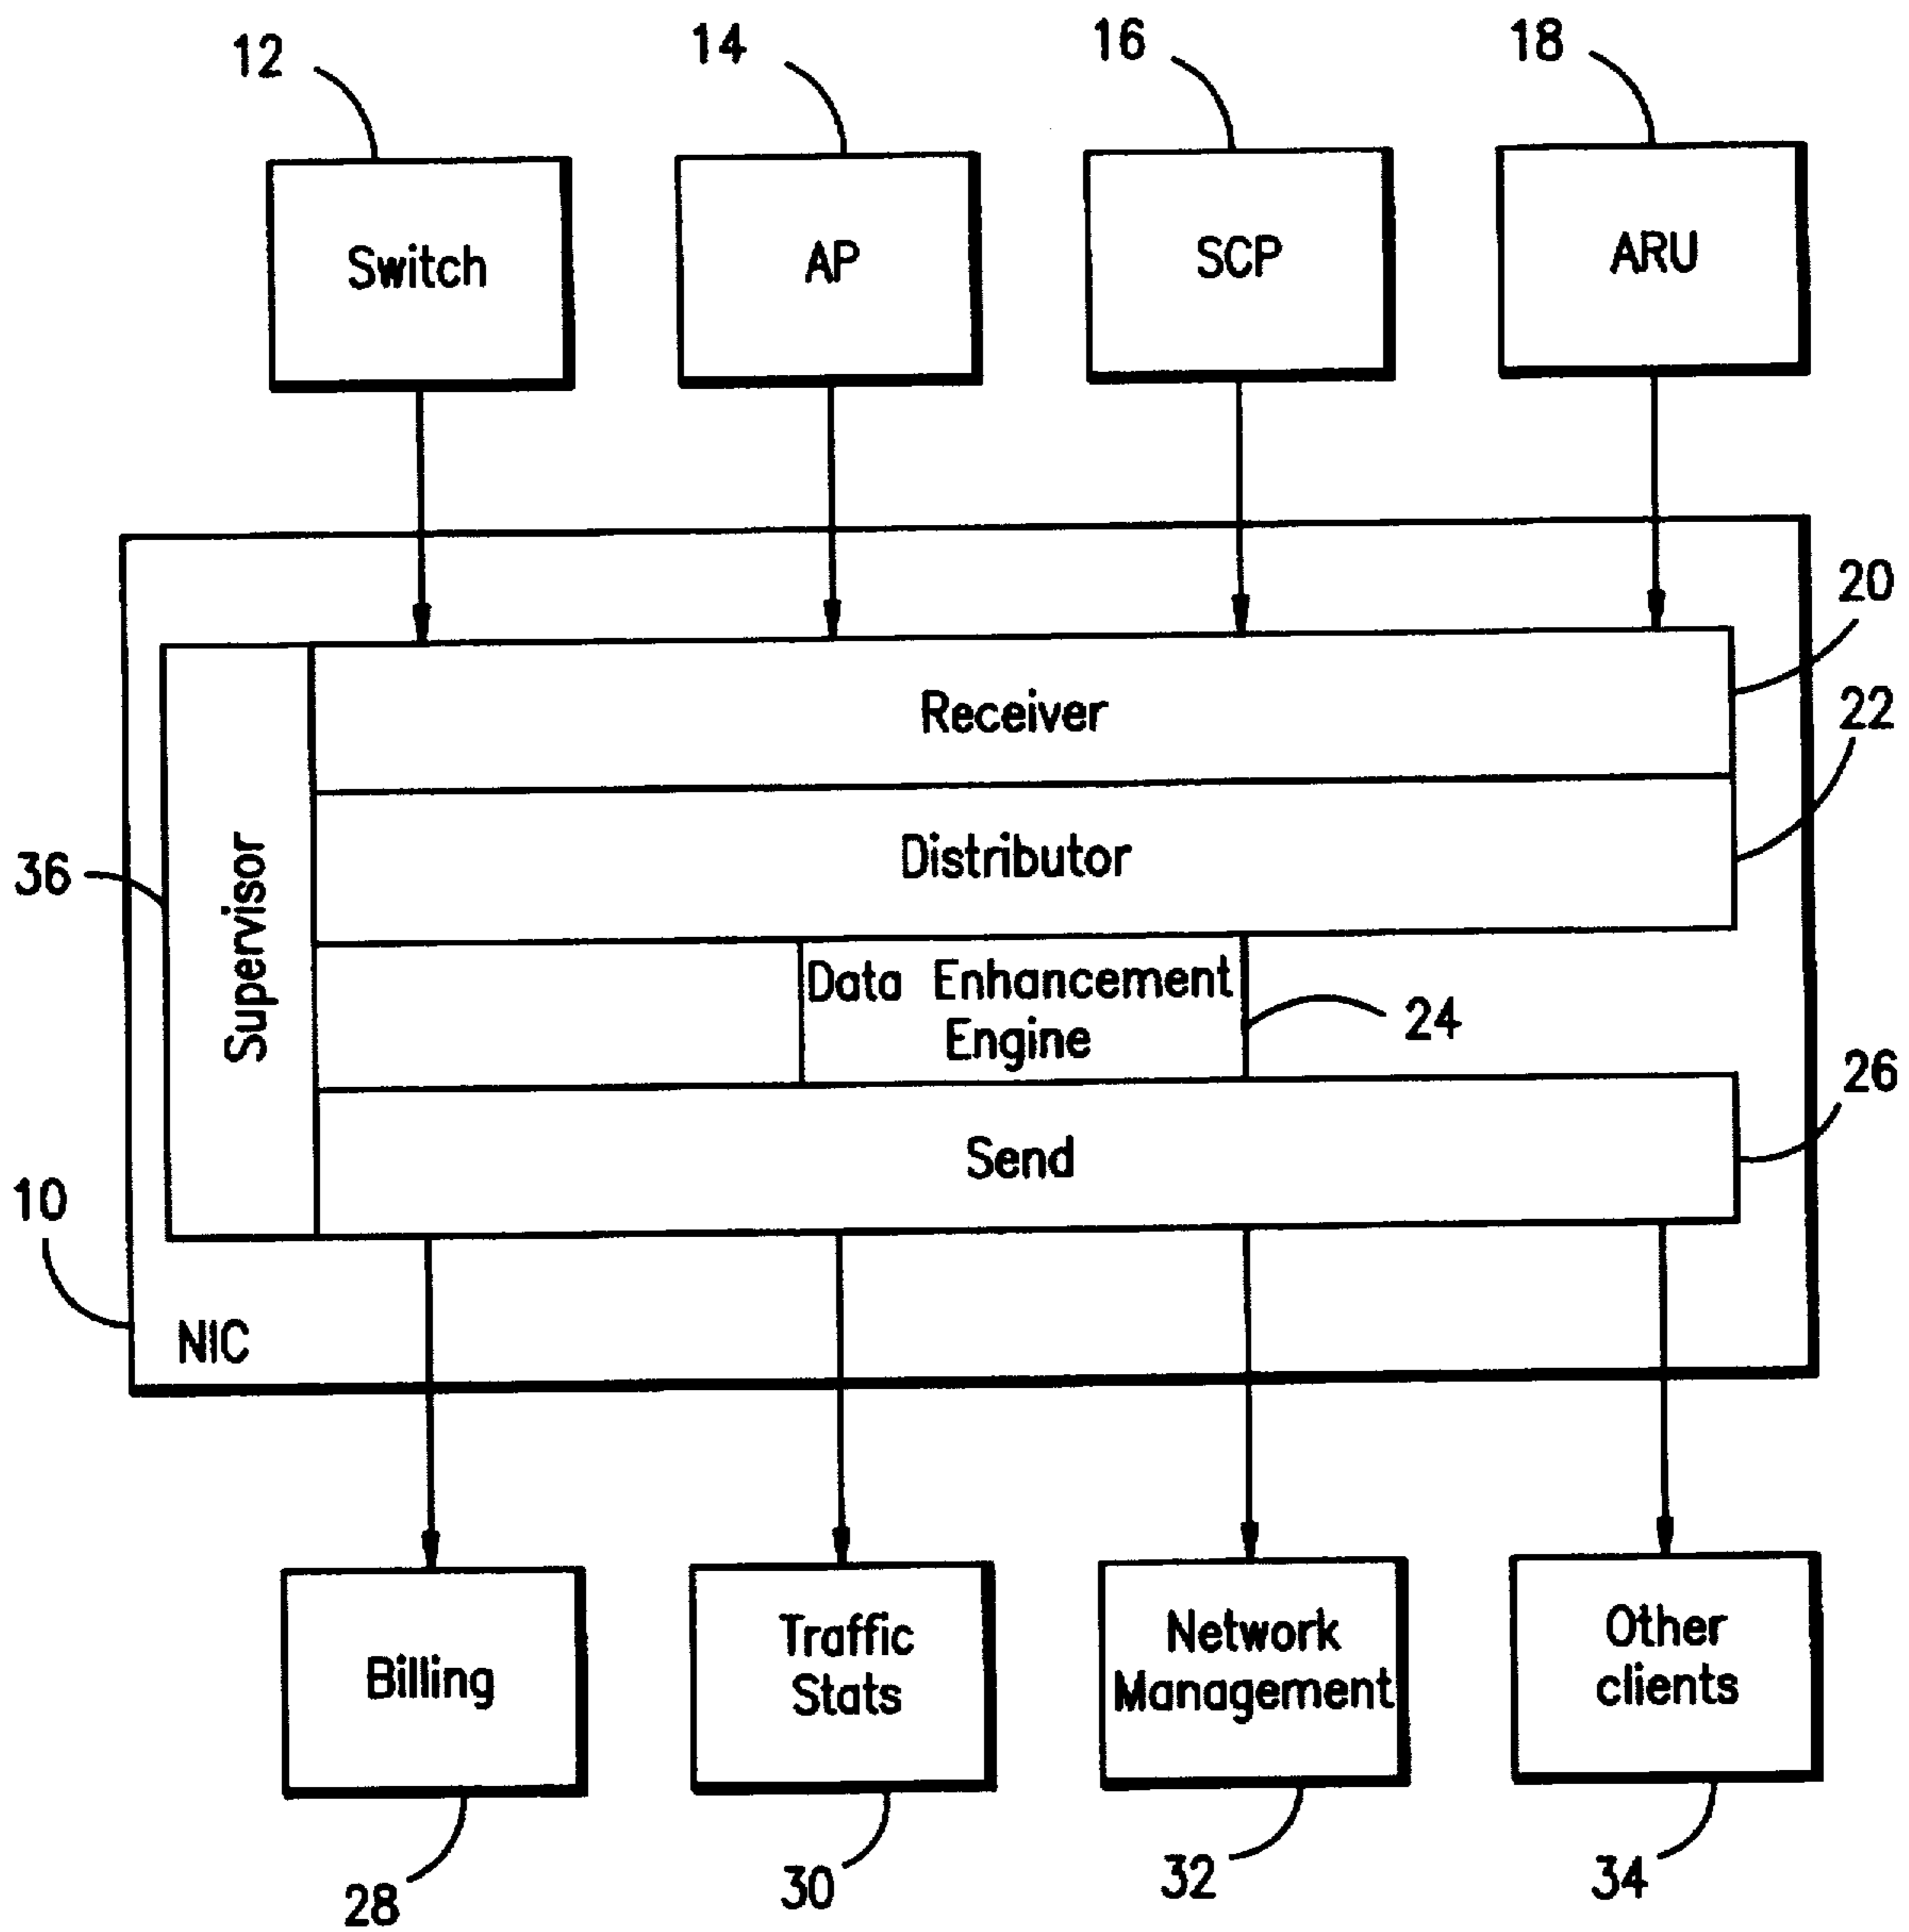 12
14
16
18
Switch
AP
SCP
ARU
20
Receiver
22
Distributor
36
Supervisor
Data Enhancement
Engine
24
26
Send
10
NIC
Billing
Traffic
Stats
Network
Management
Other
clients
28
30
32
34